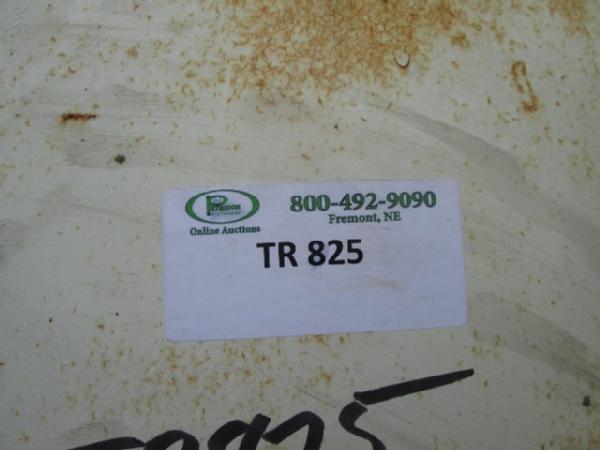 800-492-9090
Fremont, NE
Online Auctions
TR 825